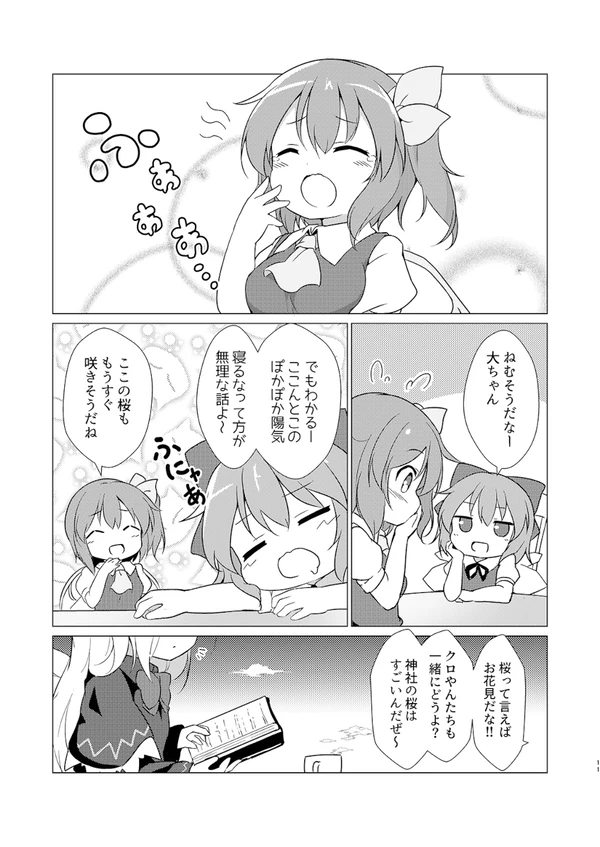 ふ
ぁ
ぁ
ぁ…
ねむそうだなー
大ちゃん
でもわかるー
ここんとこの
ぽかぽか陽気
寝るなって方が
無理な話よ〜
ふにゃあ
ここの桜も
もうすぐ
咲きそうだね
桜って言えば
お花見だな!!
クロやんたちも
一緒にどうよ?
神社の桜は
すごいんだぜ〜
11